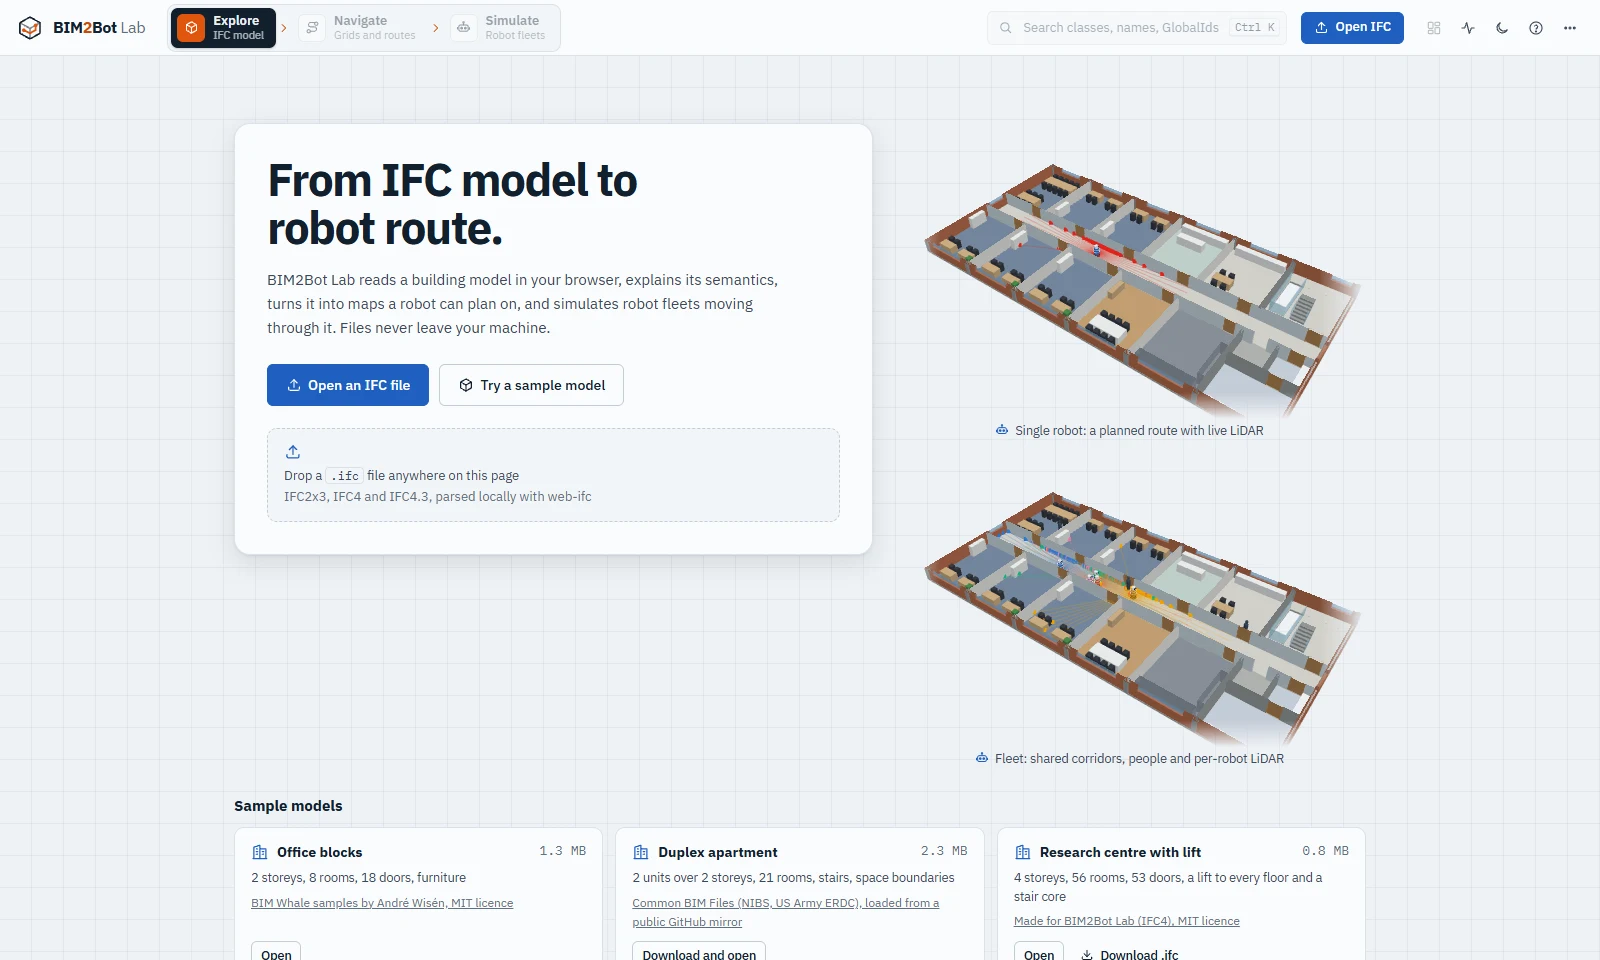 BIM2Bot Lab
Explore
IFC model
Navigate
Grids and routes
Simulate
Robot fleets
Search classes, names, GlobalIds
Ctrl K
Open IFC
From IFC model to
robot route.
BIM2Bot Lab reads a building model in your browser, explains its semantics,
turns it into maps a robot can plan on, and simulates robot fleets moving
through it. Files never leave your machine.
Open an IFC file
Try a sample model
Drop a .ifc file anywhere on this page
IFC2x3, IFC4 and IFC4.3, parsed locally with web-ifc
Single robot: a planned route with live LiDAR
Fleet: shared corridors, people and per-robot LiDAR
Sample models
Office blocks
1.3 MB
2 storeys, 8 rooms, 18 doors, furniture
BIM Whale samples by André Wisén, MIT licence
Open
Duplex apartment
2.3 MB
2 units over 2 storeys, 21 rooms, stairs, space boundaries
Common BIM Files (NIBS, US Army ERDC), loaded from a
public GitHub mirror
Download and open
Research centre with lift
0.8 MB
4 storeys, 56 rooms, 53 doors, a lift to every floor and a
stair core
Made for BIM2Bot Lab (IFC4), MIT licence
Open
Download .ifc